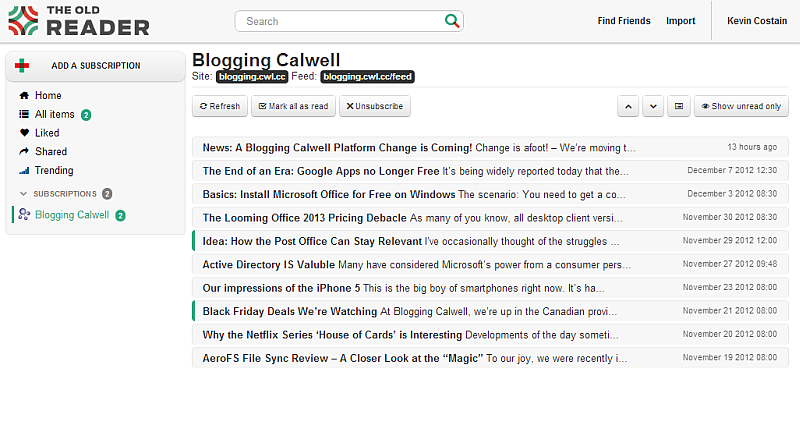 THE OLD
READER
Search
Find Friends Import Kevin Costain
ADD A SUBSCRIPTION
Home
All items 2
Liked
Shared
Trending
SUBSCRIPTIONS 2
Blogging Calwell 2
Blogging Calwell
Site: blogging.cwl.cc Feed: blogging.cwl.cc/feed
Refresh Mark all as read Unsubscribe Show unread only
News: A Blogging Calwell Platform Change is Coming! Change is afoot! – We're moving t… 13 hours ago
The End of an Era: Google Apps no Longer Free It's being widely reported today that the… December 7 2012 12:30
Basics: Install Microsoft Office for Free on Windows The scenario: You need to get a co… December 3 2012 08:30
The Looming Office 2013 Pricing Debacle As many of you know, all desktop client versi… November 30 2012 08:30
Idea: How the Post Office Can Stay Relevant I've occasionally thought of the struggles … November 29 2012 12:00
Active Directory IS Valuble Many have considered Microsoft's power from a consumer pers… November 27 2012 09:48
Our impressions of the iPhone 5 This is the big boy of smartphones right now. It's ha… November 23 2012 08:00
Black Friday Deals We're Watching At Blogging Calwell, we're up in the Canadian provi… November 21 2012 08:00
Why the Netflix Series ‘House of Cards’ is Interesting Developments of the day someti… November 20 2012 08:00
AeroFS File Sync Review – A Closer Look at the “Magic” To our joy, we were recently i… November 19 2012 08:00